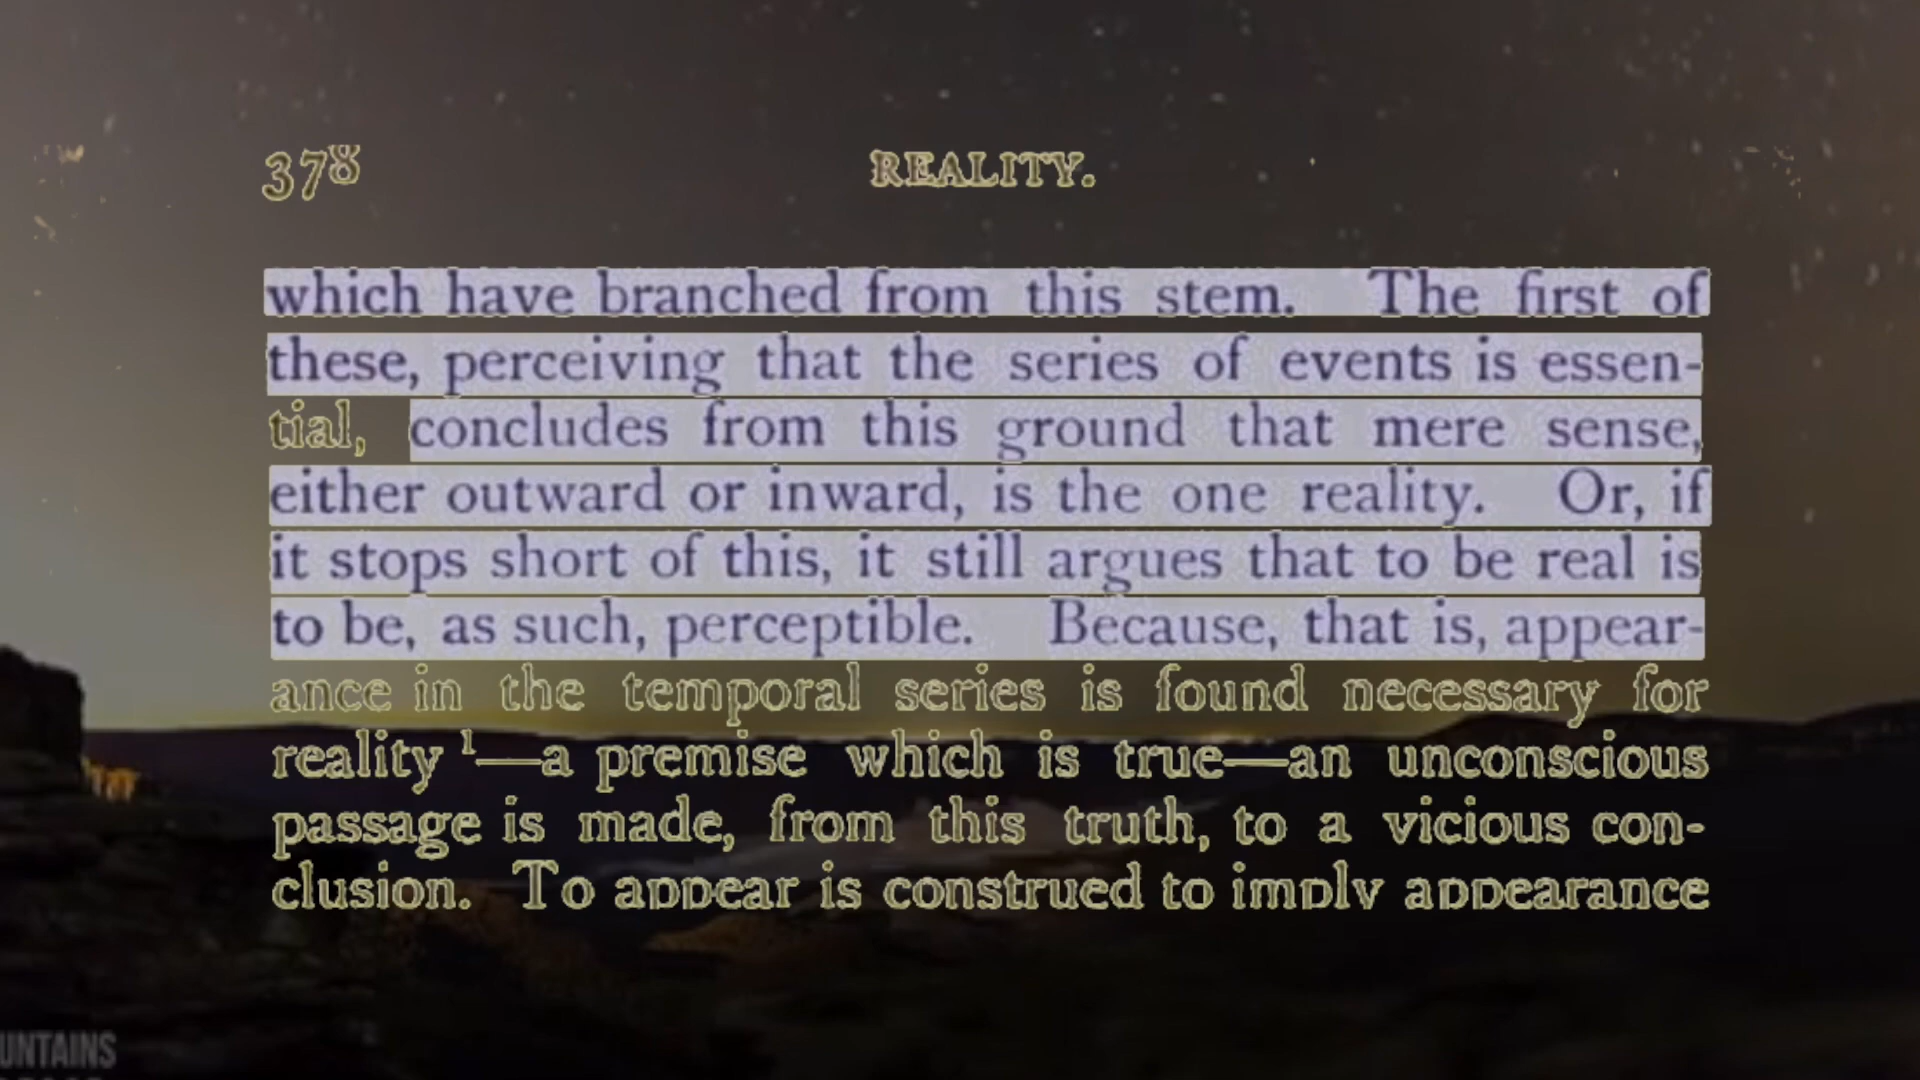 378 REALITY.
which have branched from this stem. The first of
these, perceiving that the series of events is essen-
tial, concludes from this ground that mere sense,
either outward or inward, is the one reality. Or, if
it stops short of this, it still argues that to be real is
to be, as such, perceptible. Because, that is, appear-
ance in the temporal series is found necessary for
reality ¹—a premise which is true—an unconscious
passage is made, from this truth, to a vicious con-
clusion. To appear is construed to imply appearance
UNTAINS